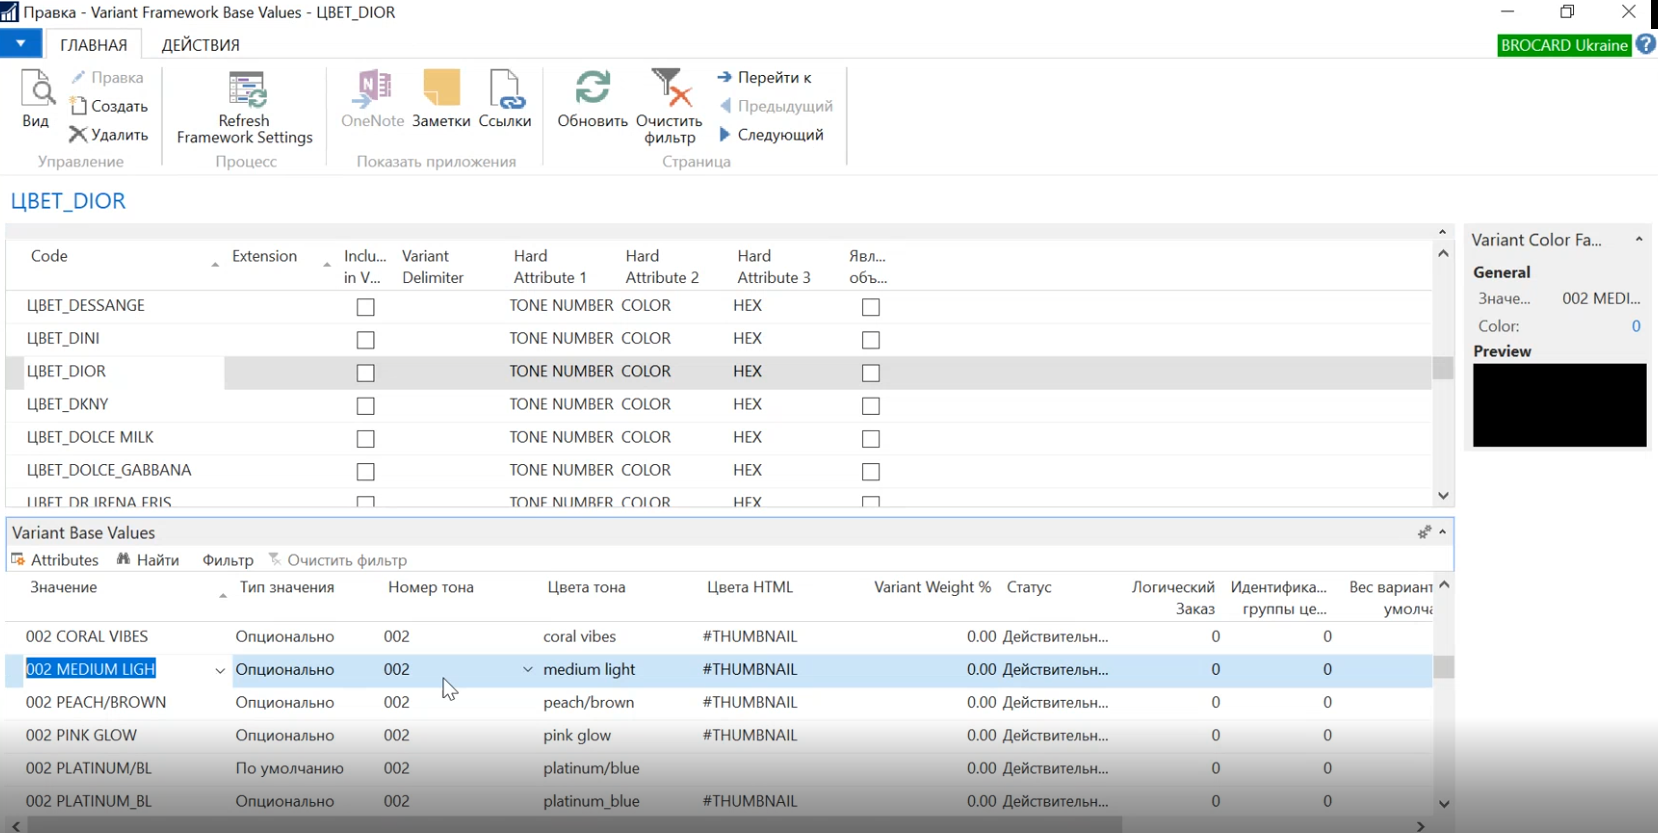 Правка - Variant Framework Base Values - ЦВЕТ_DIOR
ГЛАВНАЯ ДЕЙСТВИЯ
BROCARD Ukraine ?
Вид
Правка
Создать
Удалить
Управление
Refresh
Framework Settings
Процесс
OneNote Заметки Ссылки
Показать приложения
Обновить Очистить
фильтр
Перейти к
Предыдущий
Следующий
Страница
ЦВЕТ_DIOR
Code Extension Inclu... in V... Variant Delimiter Hard Attribute 1 Hard Attribute 2 Hard Attribute 3 Явл... объ...
ЦВЕТ_DESSANGE TONE NUMBER COLOR HEX
ЦВЕТ_DINI TONE NUMBER COLOR HEX
ЦВЕТ_DIOR TONE NUMBER COLOR HEX
ЦВЕТ_DKNY TONE NUMBER COLOR HEX
ЦВЕТ_DOLCE MILK TONE NUMBER COLOR HEX
ЦВЕТ_DOLCE_GABBANA TONE NUMBER COLOR HEX
ЦВЕТ_DR IRENA ERIS TONE NUMBER COLOR HEX
Variant Color Fa...
General
Значе... 002 MEDI...
Color: 0
Preview
Variant Base Values
Attributes Найти Фильтр Очистить фильтр
Значение Тип значения Номер тона Цвета тона Цвета HTML Variant Weight % Статус Логический Заказ Идентифика... группы це... Вес вариант умолча
002 CORAL VIBES Опционально 002 coral vibes #THUMBNAIL 0.00 Действительн... 0 0
002 MEDIUM LIGH Опционально 002 medium light #THUMBNAIL 0.00 Действительн... 0 0
002 PEACH/BROWN Опционально 002 peach/brown #THUMBNAIL 0.00 Действительн... 0 0
002 PINK GLOW Опционально 002 pink glow #THUMBNAIL 0.00 Действительн... 0 0
002 PLATINUM/BL По умолчанию 002 platinum/blue 0.00 Действительн... 0 0
002 PLATINUM_BL Опционально 002 platinum_blue #THUMBNAIL 0.00 Действительн... 0 0